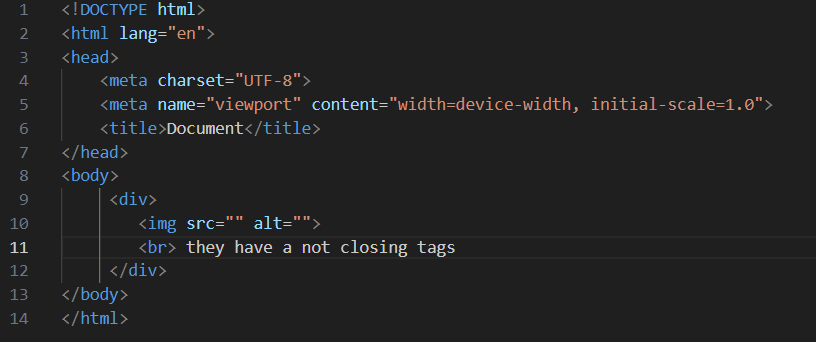 1 <!DOCTYPE html>
2 <html lang="en">
3 <head>
4     <meta charset="UTF-8">
5     <meta name="viewport" content="width=device-width, initial-scale=1.0">
6     <title>Document</title>
7 </head>
8 <body>
9      <div>
10         <img src="" alt="">
11         <br> they have a not closing tags
12      </div>
13 </body>
14 </html>